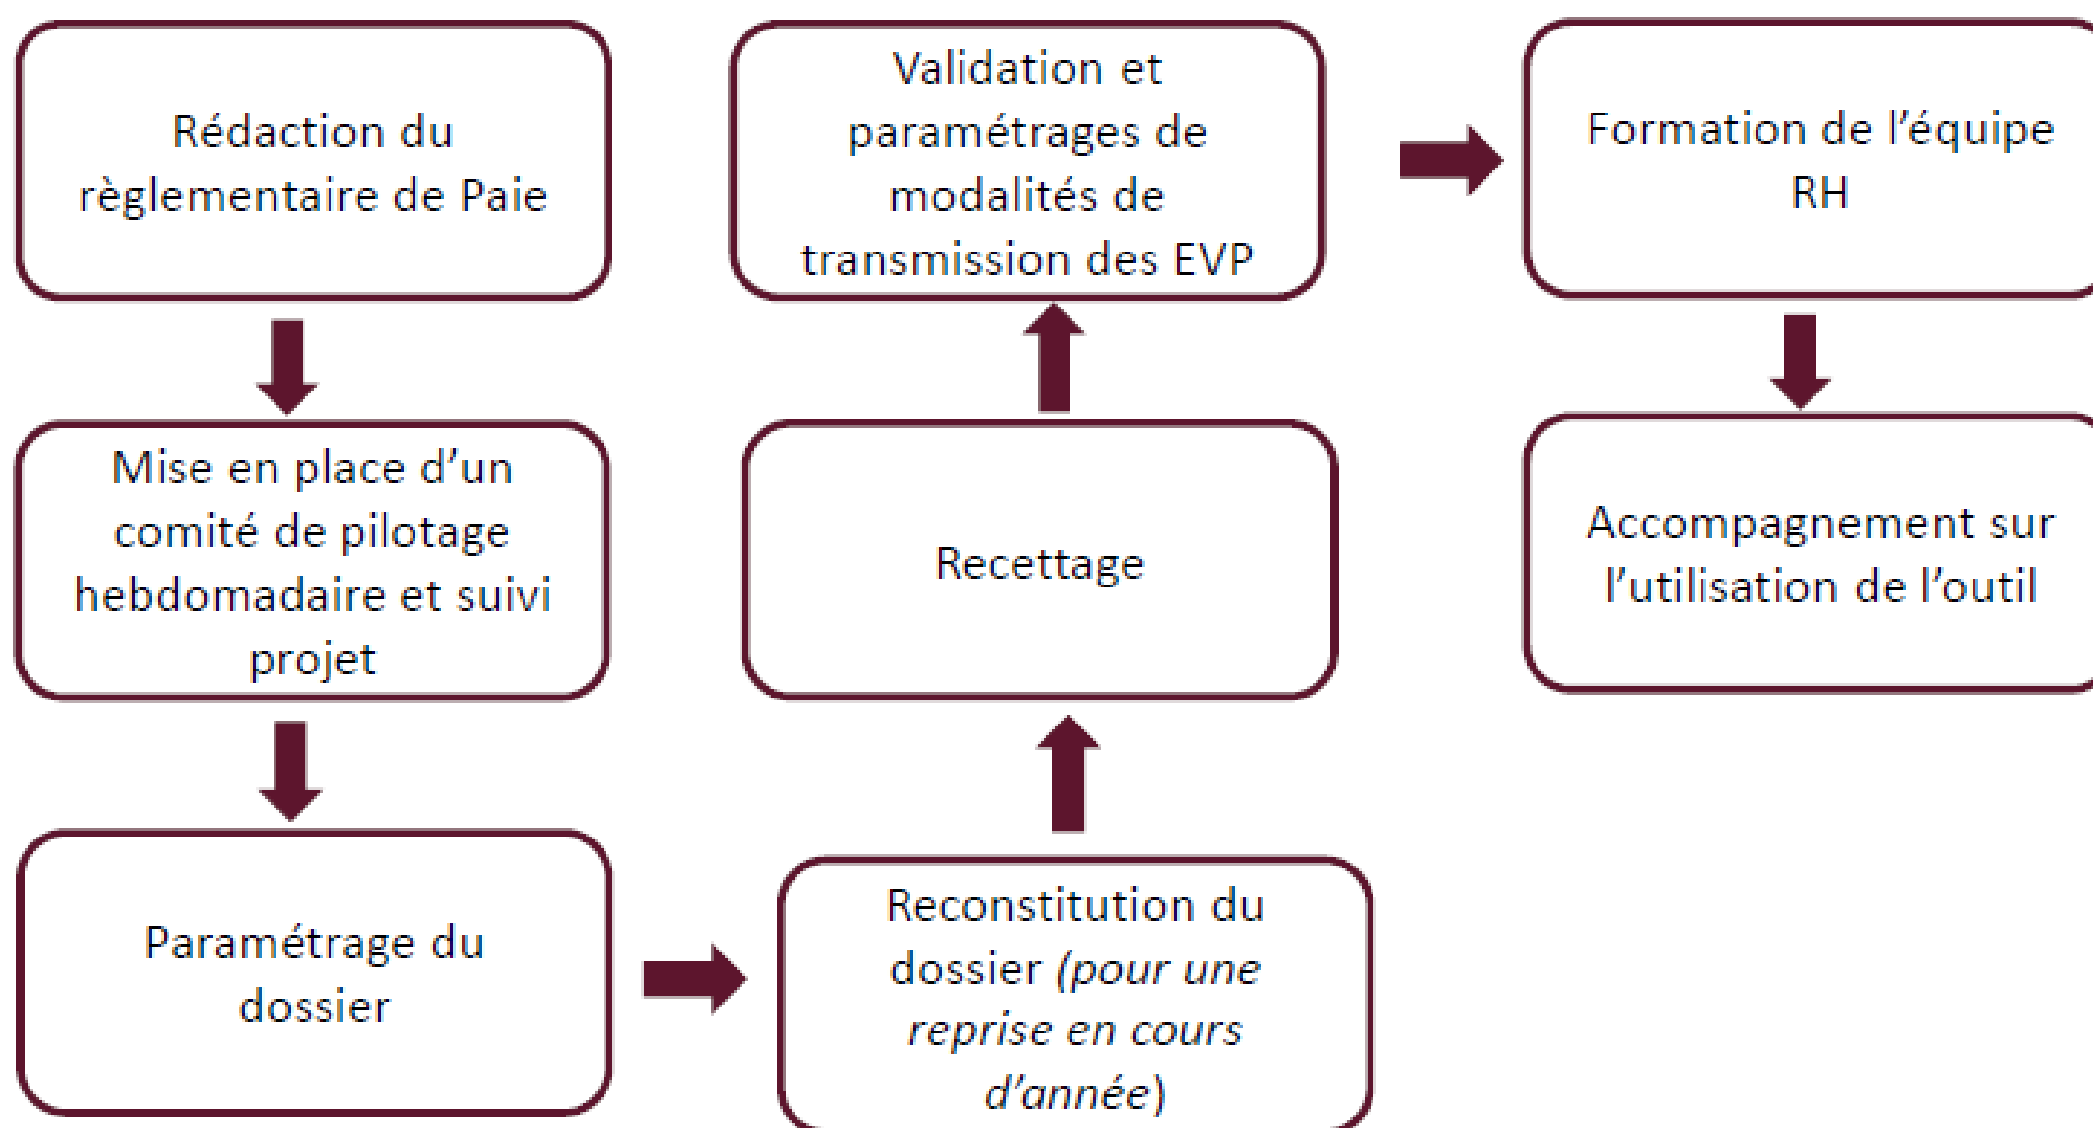 Rédaction du
règlementaire de Paie
Mise en place d’un
comité de pilotage
hebdomadaire et suivi
projet
Paramétrage du
dossier
Reconstitution du
dossier (pour une
reprise en cours
d’année)
Recettage
Validation et
paramétrages de
modalités de
transmission des EVP
Formation de l’équipe
RH
Accompagnement sur
l’utilisation de l’outil